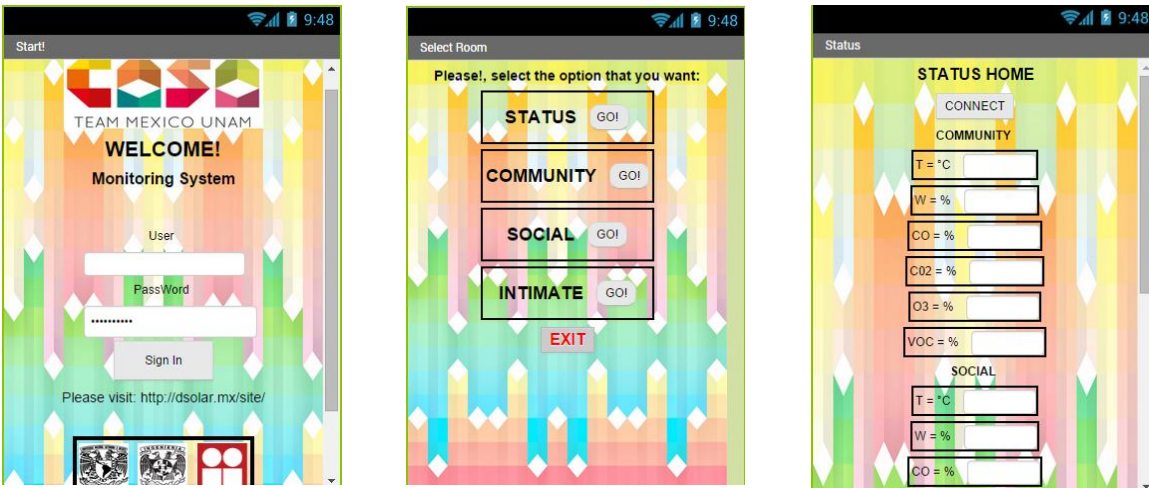 9:48
Start!
CASA
TEAM MEXICO UNAM
WELCOME!
Monitoring System
User
PassWord
••••••••••
Sign In
Please visit: http://dsolar.mx/site/
INGENIERIA
9:48
Select Room
Please!, select the option that you want:
STATUS GO!
COMMUNITY GO!
SOCIAL GO!
INTIMATE GO!
EXIT
9:48
Status
STATUS HOME
CONNECT
COMMUNITY
T = °C
W = %
CO = %
C02 = %
O3 = %
VOC = %
SOCIAL
T = °C
W = %
CO = %